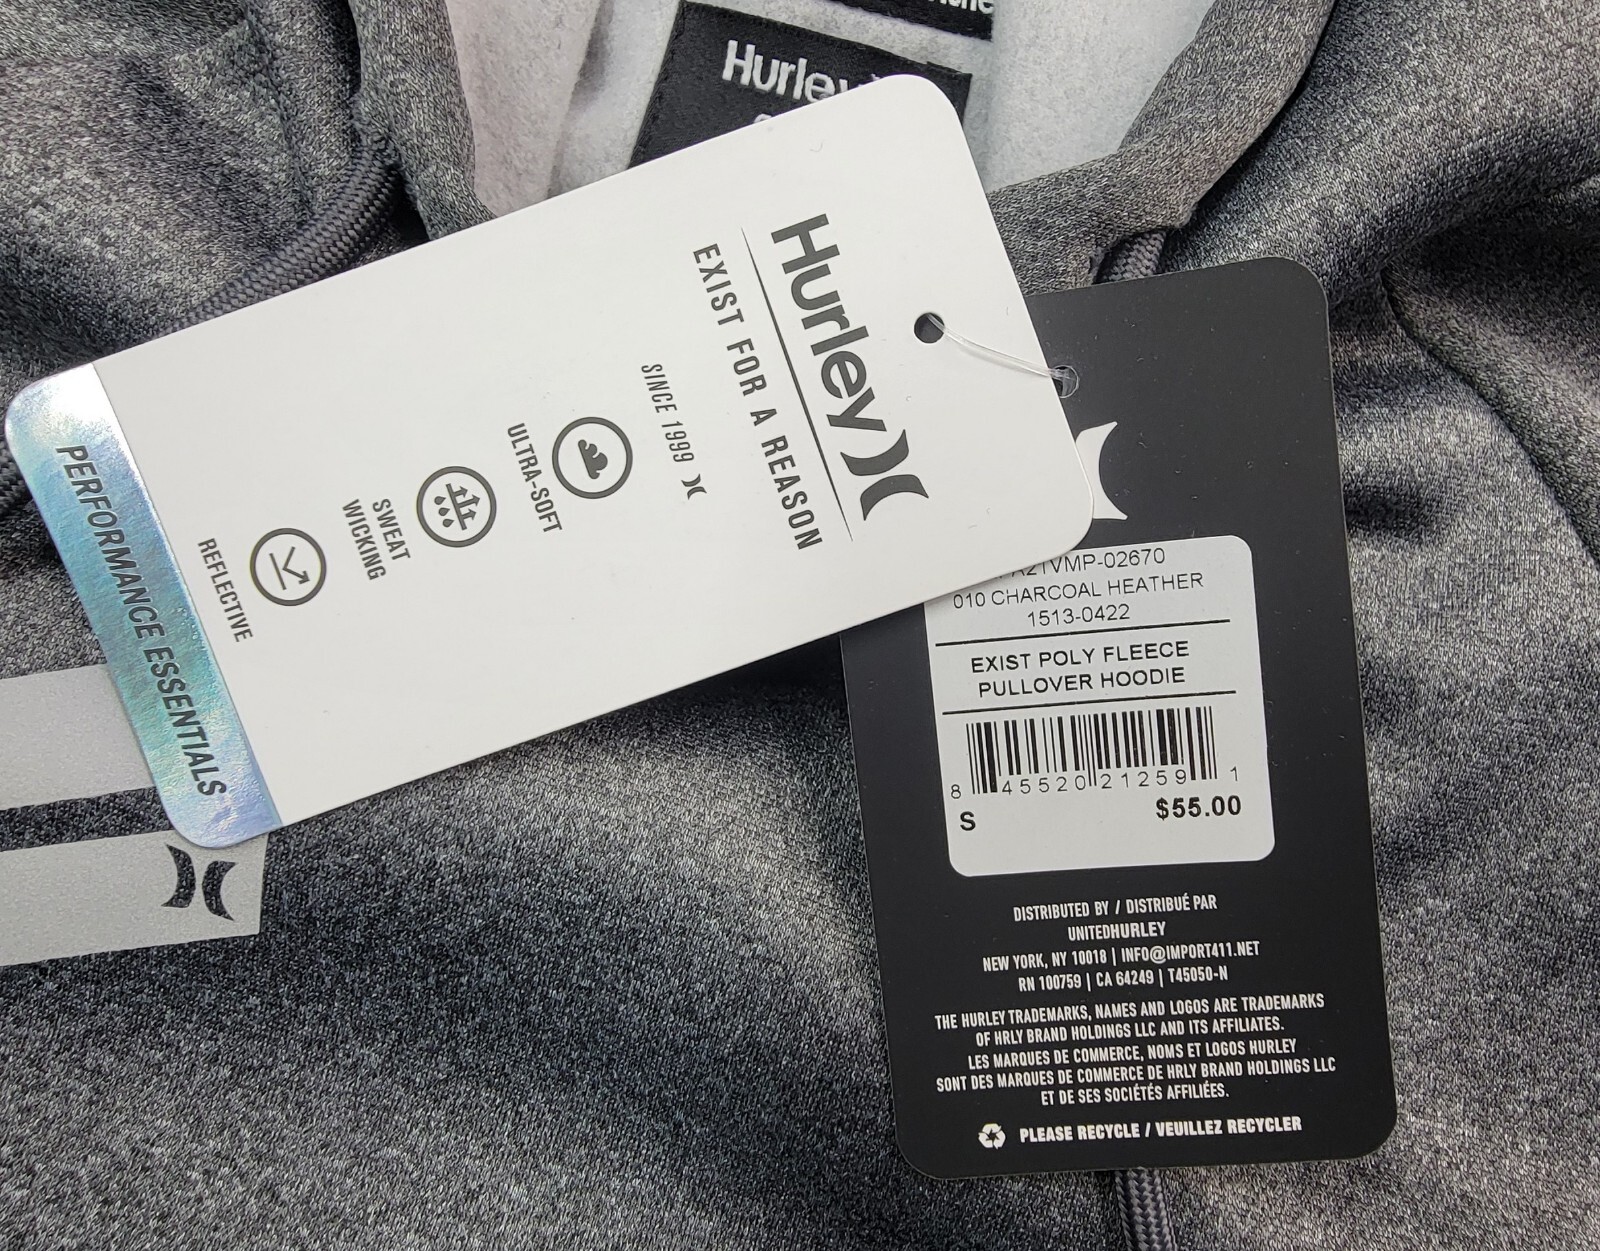 Hurley
Hurley
EXIST FOR A REASON
SINCE 1999
ULTRA-SOFT
SWEAT
WICKING
REFLECTIVE
PERFORMANCE ESSENTIALS
010 CHARCOAL HEATHER
1513-0422
EXIST POLY FLEECE
PULLOVER HOODIE
8 45520 21259 1
S $55.00
DISTRIBUTED BY / DISTRIBUÉ PAR
UNITEDHURLEY
NEW YORK, NY 10018 | INFO@IMPORT411.NET
RN 100759 | CA 64249 | T45050-N
THE HURLEY TRADEMARKS, NAMES AND LOGOS ARE TRADEMARKS
OF HRLY BRAND HOLDINGS LLC AND ITS AFFILIATES.
LES MARQUES DE COMMERCE, NOMS ET LOGOS HURLEY
SONT DES MARQUES DE COMMERCE DE HRLY BRAND HOLDINGS LLC
ET DE SES SOCIÉTÉS AFFILIÉES.
PLEASE RECYCLE / VEUILLEZ RECYCLER